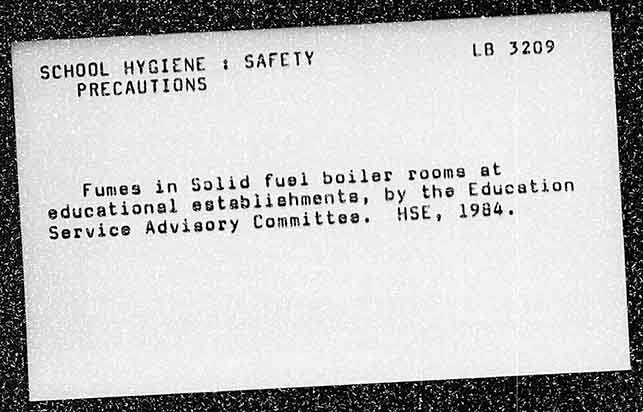 SCHOOL HYGIENE : SAFETY
PRECAUTIONS
LB 3209
Fumes in Solid fuel boiler rooms at
educational establishments, by the Education
Service Advisory Committee. HSE, 1984.